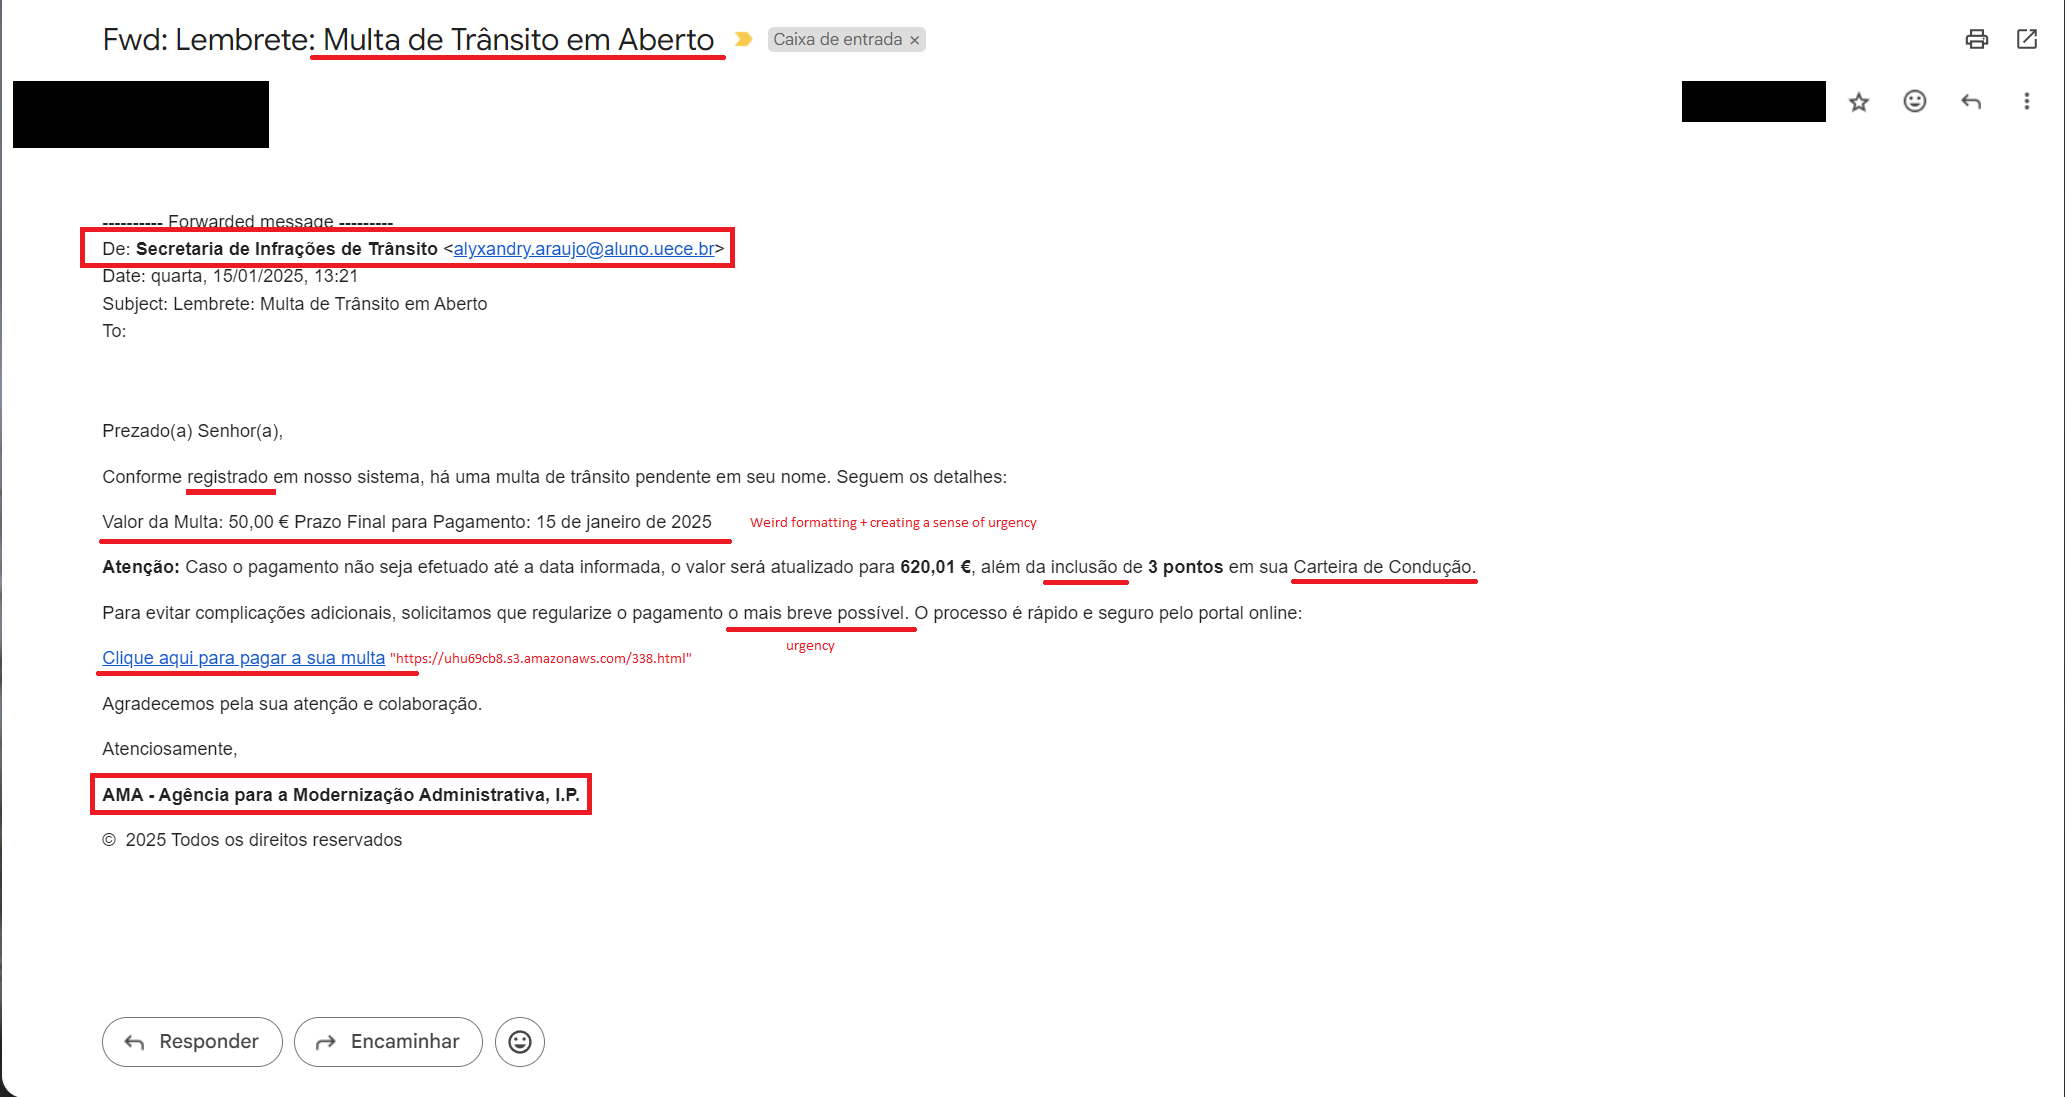 Fwd: Lembrete: Multa de Trânsito em Aberto
Caixa de entrada ×
---------- Forwarded message ---------
De: Secretaria de Infrações de Trânsito <alyxandry.araujo@aluno.uece.br>
Date: quarta, 15/01/2025, 13:21
Subject: Lembrete: Multa de Trânsito em Aberto
To:
Prezado(a) Senhor(a),
Conforme registrado em nosso sistema, há uma multa de trânsito pendente em seu nome. Seguem os detalhes:
Valor da Multa: 50,00 € Prazo Final para Pagamento: 15 de janeiro de 2025 Weird formatting + creating a sense of urgency
Atenção: Caso o pagamento não seja efetuado até a data informada, o valor será atualizado para 620,01 €, além da inclusão de 3 pontos em sua Carteira de Condução.
Para evitar complicações adicionais, solicitamos que regularize o pagamento o mais breve possível. O processo é rápido e seguro pelo portal online:
urgency
Clique aqui para pagar a sua multa "https://uhu69cb8.s3.amazonaws.com/338.html"
Agradecemos pela sua atenção e colaboração.
Atenciosamente,
AMA - Agência para a Modernização Administrativa, I.P.
© 2025 Todos os direitos reservados
Responder
Encaminhar